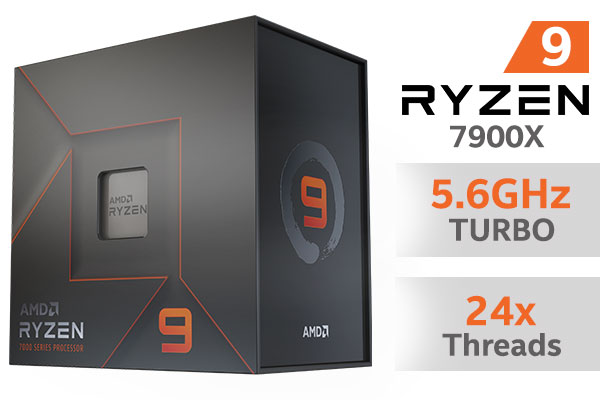 AMD
RYZEN
AMD
RYZEN
7000 SERIES PROCESSOR
9
9
AMD
9
RYZEN
7900X
5.6GHz
TURBO
24x
Threads